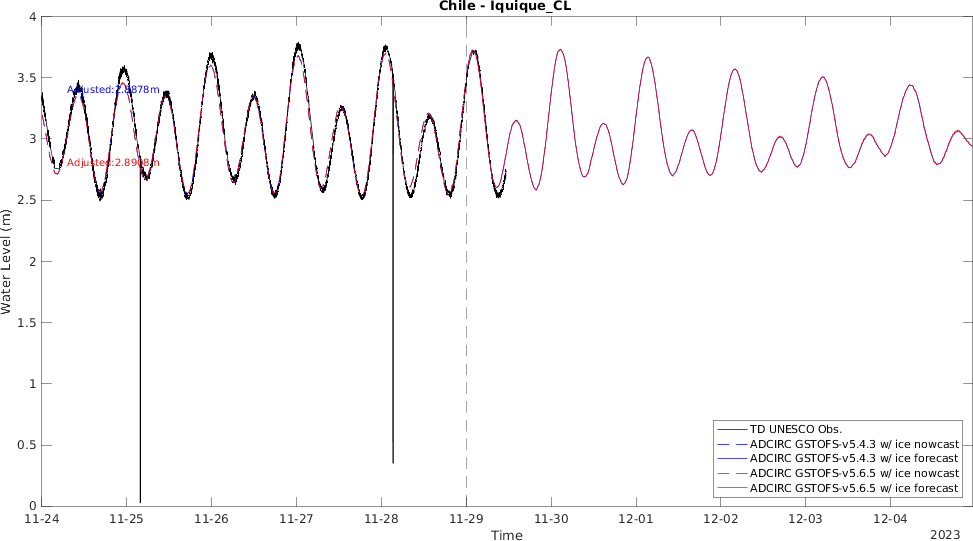 Chile - Iquique_CL
4
3.5
3
2.5
2
1.5
1
0.5
0
Water Level (m)
Adjusted:2.8878m
Adjusted:2.8908m
TD UNESCO Obs.
ADCIRC GSTOFS-v5.4.3 w/ ice nowcast
ADCIRC GSTOFS-v5.4.3 w/ ice forecast
ADCIRC GSTOFS-v5.6.5 w/ ice nowcast
ADCIRC GSTOFS-v5.6.5 w/ ice forecast
11-24 11-25 11-26 11-27 11-28 11-29 11-30 12-01 12-02 12-03 12-04
Time
2023